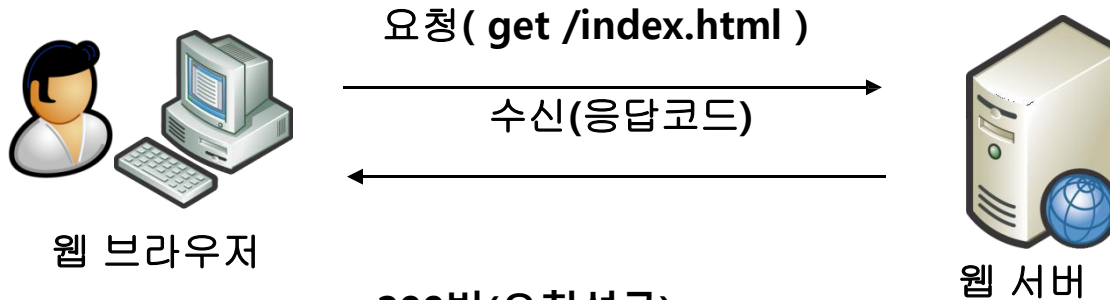 요청( get /index.html )
수신(응답코드)
웹 브라우저
웹 서버